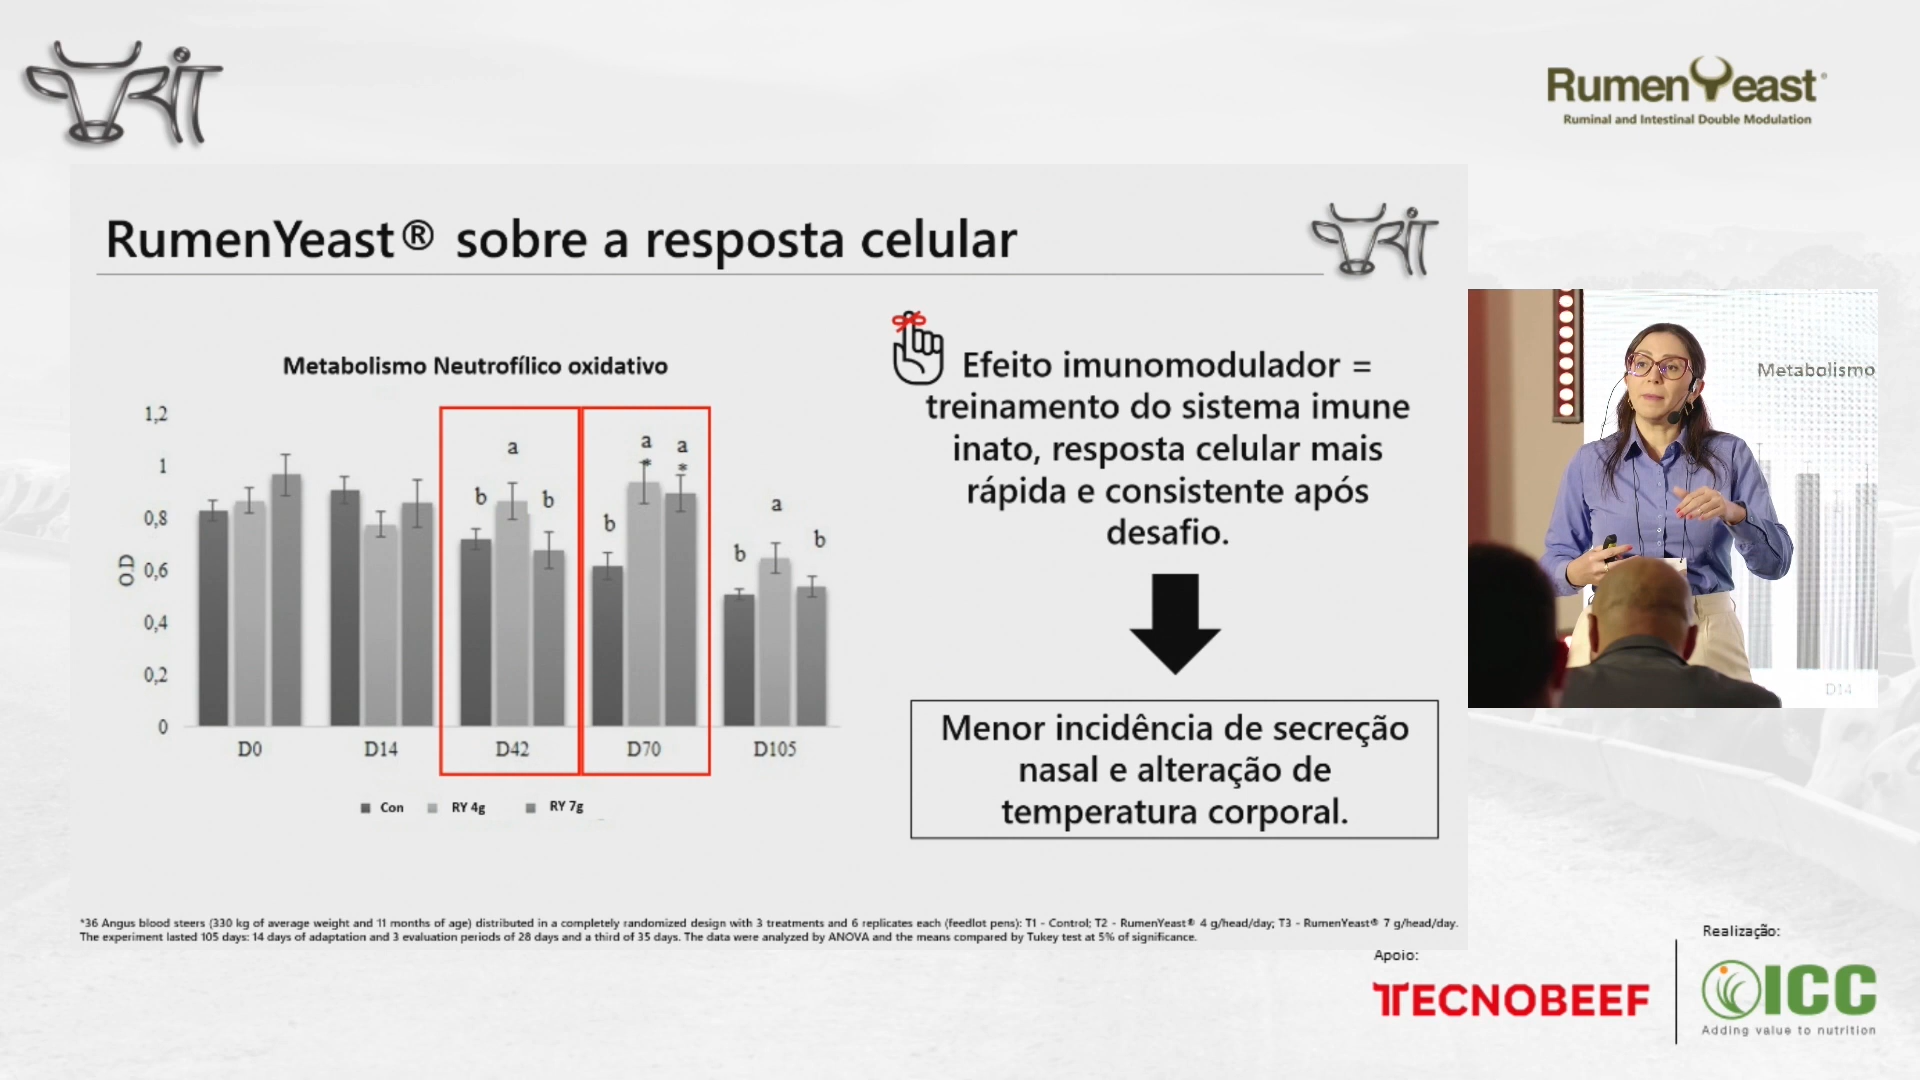 TRIT
RumenYeast®
Ruminal and Intestinal Double Modulation
RumenYeast® sobre a resposta celular
TRIT
Metabolismo Neutrofílico oxidativo
1,2
1
0,8
0,6
0,4
0,2
0
O.D
b a b
b a * a *
b a b
D0 D14 D42 D70 D105
Con RY 4g RY 7g
Efeito imunomodulador =
treinamento do sistema imune
inato, resposta celular mais
rápida e consistente após
desafio.
Menor incidência de secreção
nasal e alteração de
temperatura corporal.
Metabolismo
D14
*36 Angus blood steers (330 kg of average weight and 11 months of age) distributed in a completely randomized design with 3 treatments and 6 replicates each (feedlot pens): T1 - Control; T2 - RumenYeast® 4 g/head/day; T3 - RumenYeast® 7 g/head/day.
The experiment lasted 105 days: 14 days of adaptation and 3 evaluation periods of 28 days and a third of 35 days. The data were analyzed by ANOVA and the means compared by Tukey test at 5% of significance.
Apoio:
TECNOBEEF
Realização:
ICC
Adding value to nutrition